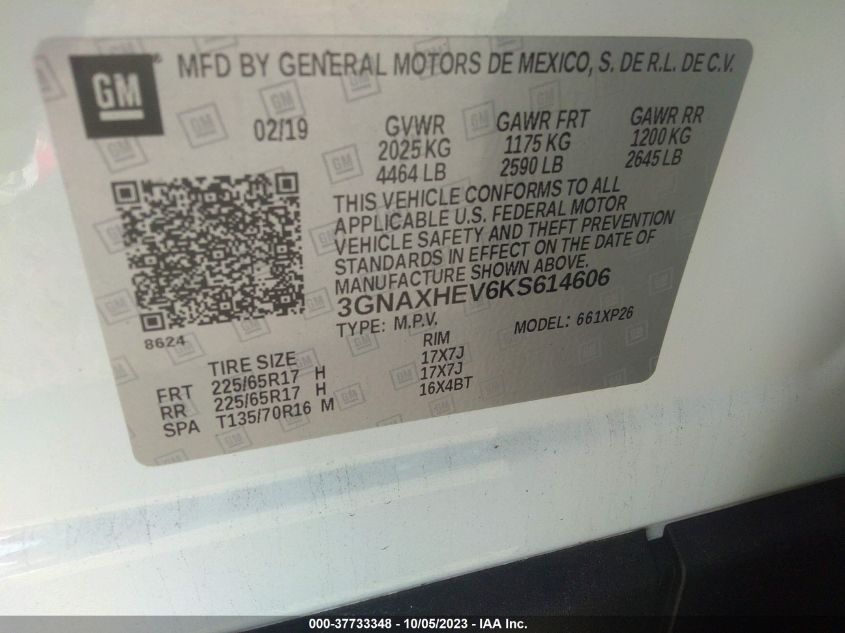 GM
MFD BY GENERAL MOTORS DE MEXICO, S. DE R.L. DE C.V.
02/19
GVWR GAWR FRT GAWR RR
2025 KG 1175 KG 1200 KG
4464 LB 2590 LB 2645 LB
THIS VEHICLE CONFORMS TO ALL
APPLICABLE U.S. FEDERAL MOTOR
VEHICLE SAFETY AND THEFT PREVENTION
STANDARDS IN EFFECT ON THE DATE OF
MANUFACTURE SHOWN ABOVE.
3GNAXHEV6KS614606
TYPE: M.P.V. MODEL: 661XP26
8624
TIRE SIZE RIM
FRT 225/65R17 H 17X7J
RR 225/65R17 H 17X7J
SPA T135/70R16 M 16X4BT
000-37733348 - 10/05/2023 - IAA Inc.